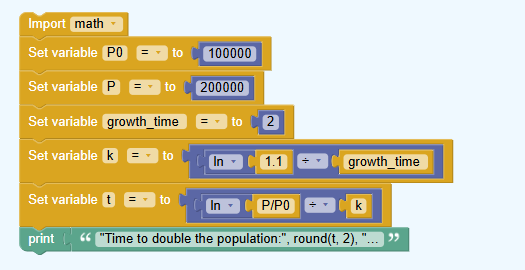 Import math
Set variable P0 = to 100000
Set variable P = to 200000
Set variable growth_time = to 2
Set variable k = to ln 1.1 ÷ growth_time
Set variable t = to ln P/P0 ÷ k
print “ "Time to double the population:", round(t, 2), "... ”